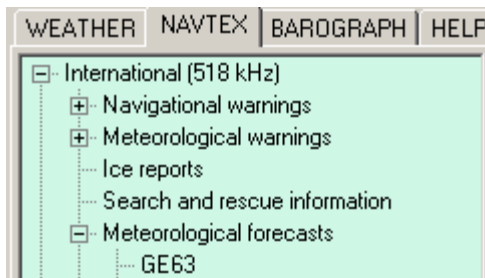 WEATHER NAVTEX BAROGRAPH HELP
International (518 kHz)
Navigational warnings
Meteorological warnings
Ice reports
Search and rescue information
Meteorological forecasts
GE63